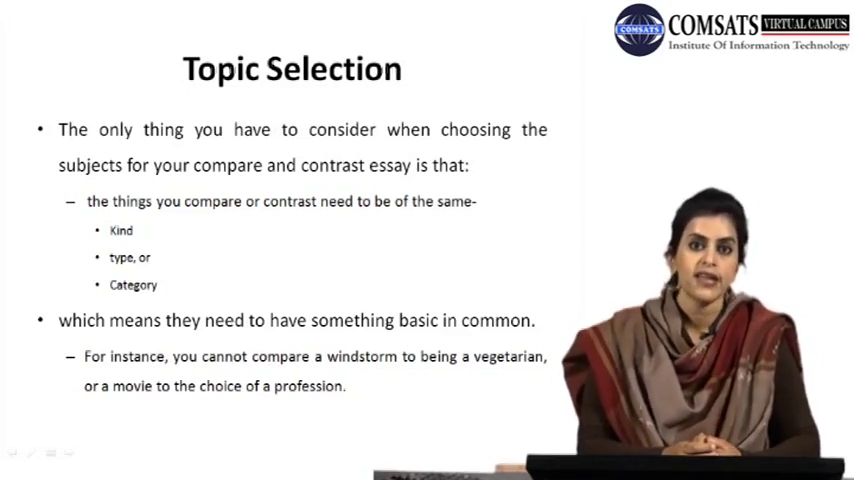 COMSATS VIRTUAL CAMPUS
Institute Of Information Technology
COMSATS
Topic Selection
• The only thing you have to consider when choosing the
subjects for your compare and contrast essay is that:
– the things you compare or contrast need to be of the same-
• Kind
• type, or
• Category
• which means they need to have something basic in common.
– For instance, you cannot compare a windstorm to being a vegetarian,
or a movie to the choice of a profession.